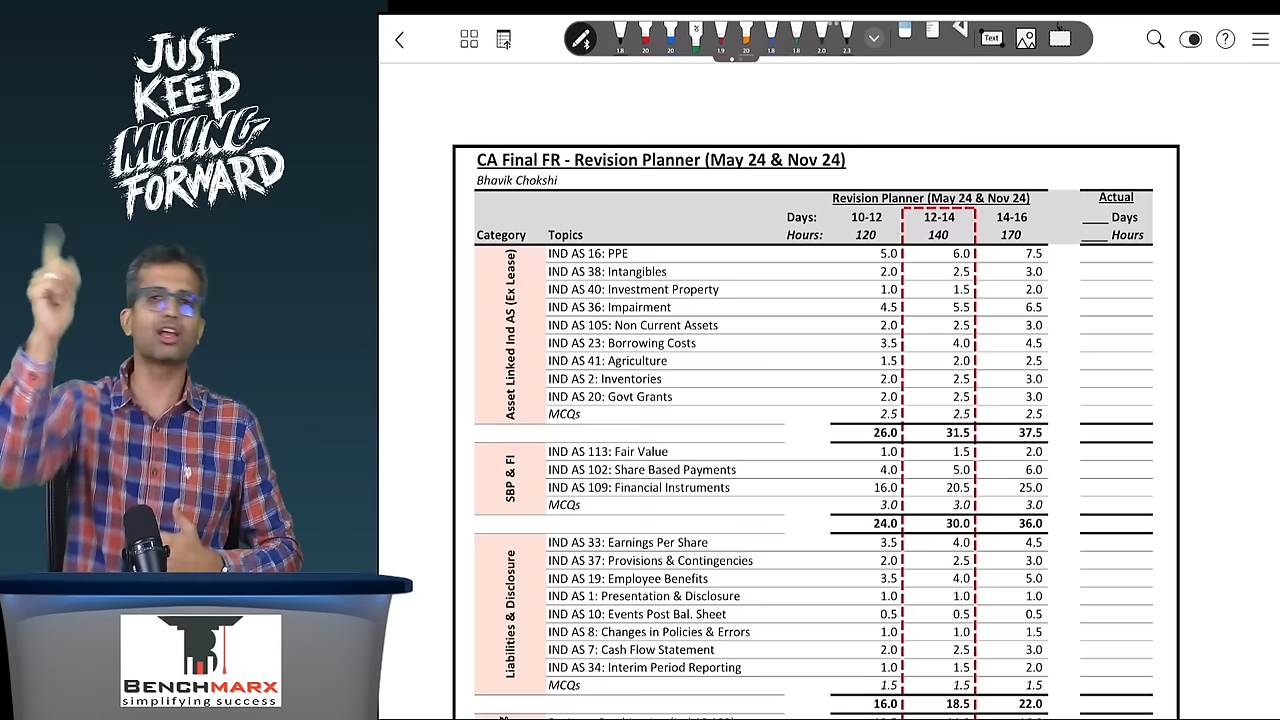 JUST
KEEP
MOVING
FORWARD
BENCHMARX
simplifying success
1.8 20 20 1.9 20 1.8 1.8 2.0 2.3 Text
CA Final FR - Revision Planner (May 24 & Nov 24)
Bhavik Chokshi
Revision Planner (May 24 & Nov 24) Actual
Days: 10-12 12-14 14-16 ____ Days
Category Topics Hours: 120 140 170 ____ Hours
Asset Linked Ind AS (Ex Lease)
IND AS 16: PPE 5.0 6.0 7.5
IND AS 38: Intangibles 2.0 2.5 3.0
IND AS 40: Investment Property 1.0 1.5 2.0
IND AS 36: Impairment 4.5 5.5 6.5
IND AS 105: Non Current Assets 2.0 2.5 3.0
IND AS 23: Borrowing Costs 3.5 4.0 4.5
IND AS 41: Agriculture 1.5 2.0 2.5
IND AS 2: Inventories 2.0 2.5 3.0
IND AS 20: Govt Grants 2.0 2.5 3.0
MCQs 2.5 2.5 2.5
26.0 31.5 37.5
SBP & FI
IND AS 113: Fair Value 1.0 1.5 2.0
IND AS 102: Share Based Payments 4.0 5.0 6.0
IND AS 109: Financial Instruments 16.0 20.5 25.0
MCQs 3.0 3.0 3.0
24.0 30.0 36.0
Liabilities & Disclosure
IND AS 33: Earnings Per Share 3.5 4.0 4.5
IND AS 37: Provisions & Contingencies 2.0 2.5 3.0
IND AS 19: Employee Benefits 3.5 4.0 5.0
IND AS 1: Presentation & Disclosure 1.0 1.0 1.0
IND AS 10: Events Post Bal. Sheet 0.5 0.5 0.5
IND AS 8: Changes in Policies & Errors 1.0 1.0 1.5
IND AS 7: Cash Flow Statement 2.0 2.5 3.0
IND AS 34: Interim Period Reporting 1.0 1.5 2.0
MCQs 1.5 1.5 1.5
16.0 18.5 22.0